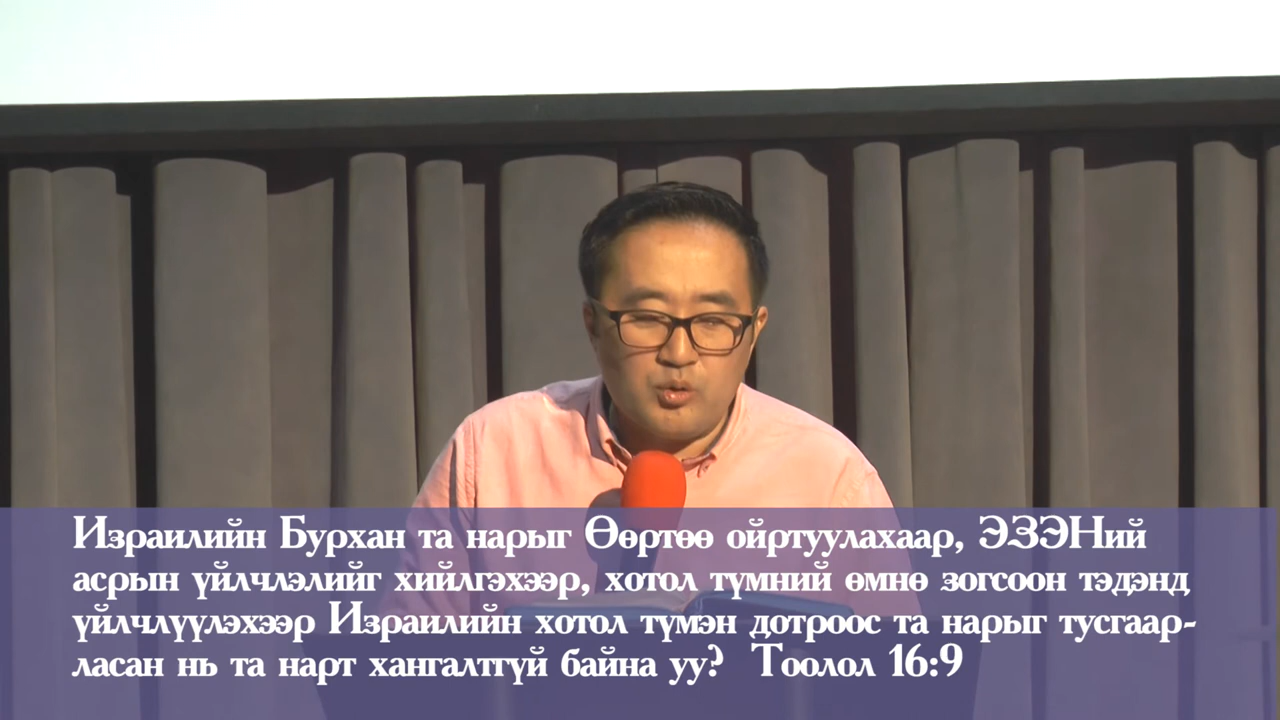 Израилийн Бурхан та нарыг Өөртөө ойртуулахаар, ЭЗЭНий
асрын үйлчлэлийг хийлгэхээр, хотол түмний өмнө зогсоон тэдэнд
үйлчлүүлэхээр Израилийн хотол түмэн дотроос та нарыг тусгаар-
ласан нь та нарт хангалтгүй байна уу? Тоолол 16:9